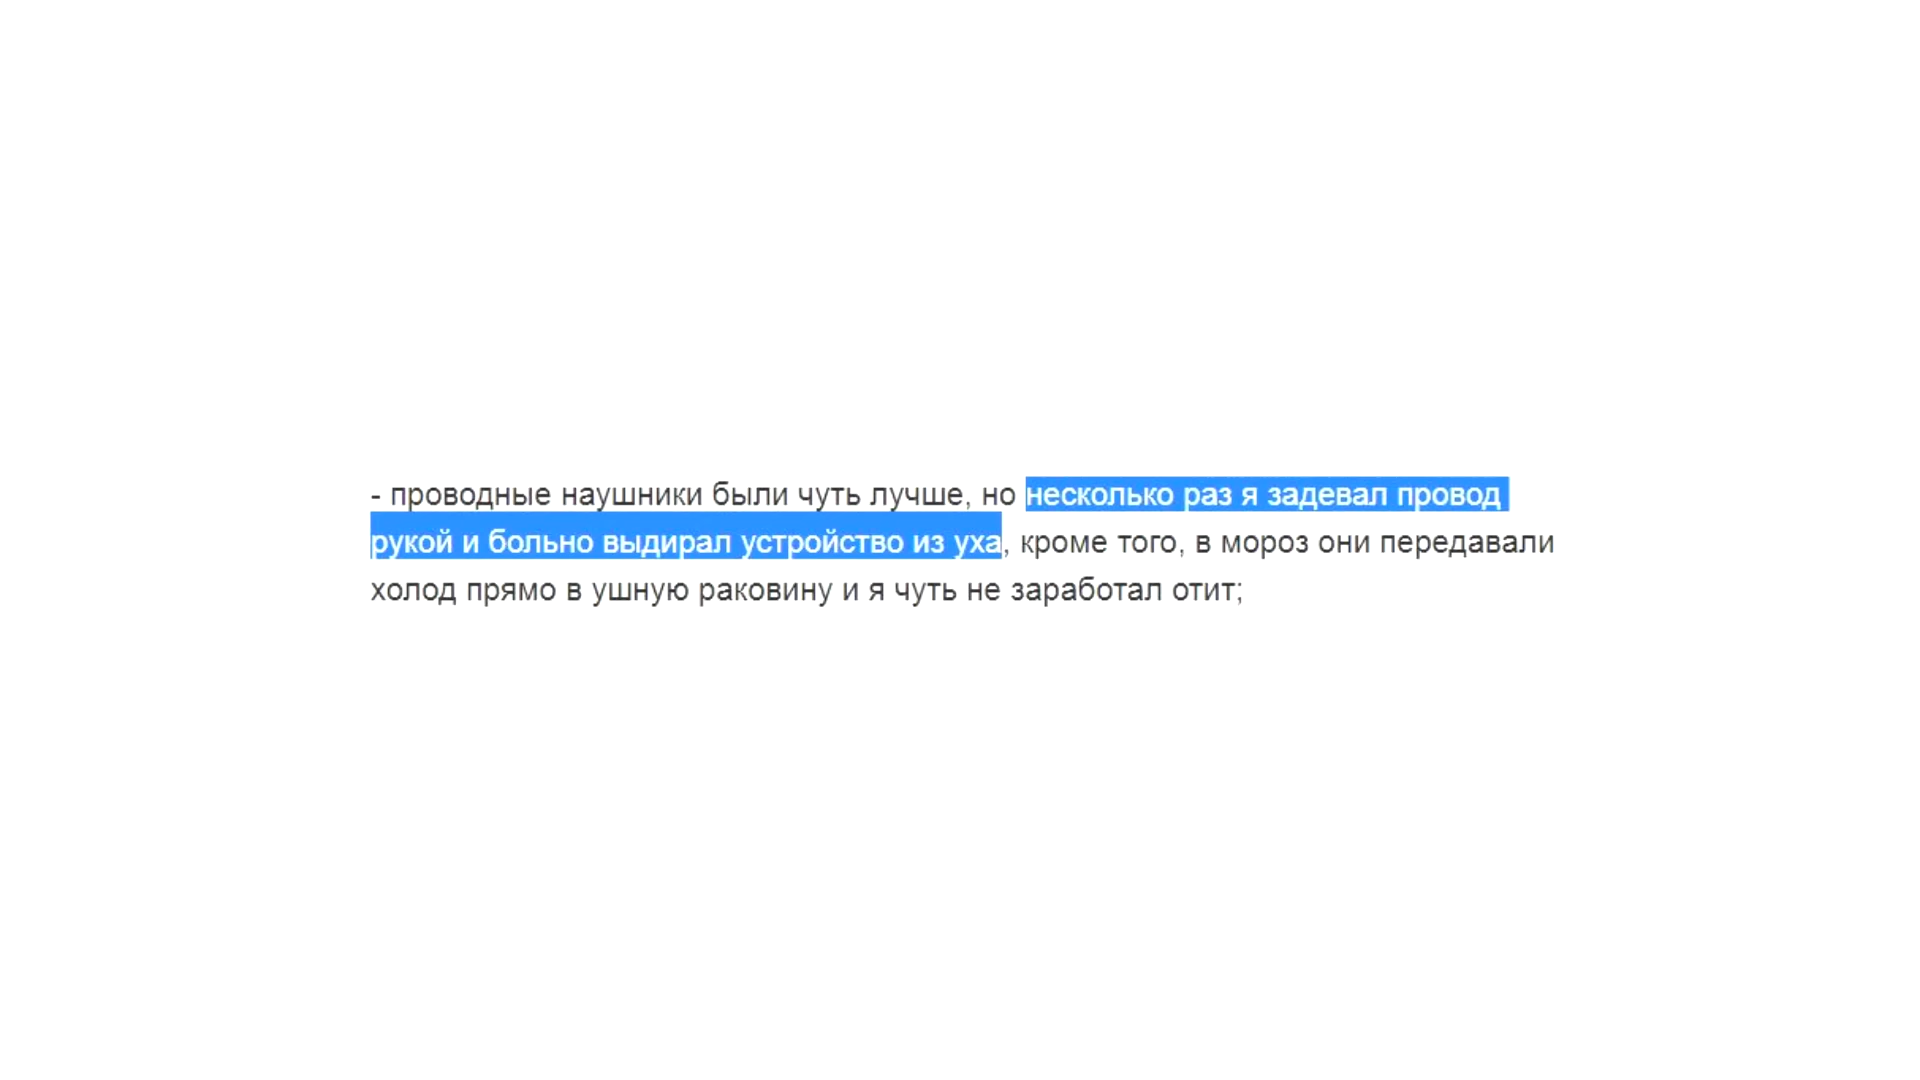 - проводные наушники были чуть лучше, но несколько раз я задевал провод
рукой и больно выдирал устройство из уха, кроме того, в мороз они передавали
холод прямо в ушную раковину и я чуть не заработал отит;